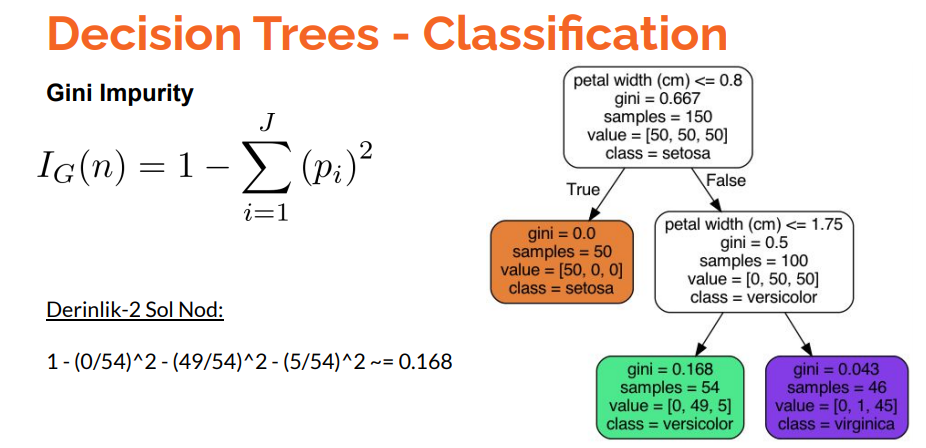 Decision Trees - Classification
Gini Impurity
I_G(n) = 1 - \sum_{i=1}^{J} (p_i)^2
Derinlik-2 Sol Nod:
1 - (0/54)^2 - (49/54)^2 - (5/54)^2 ~= 0.168
petal width (cm) <= 0.8
gini = 0.667
samples = 150
value = [50, 50, 50]
class = setosa
True
False
gini = 0.0
samples = 50
value = [50, 0, 0]
class = setosa
petal width (cm) <= 1.75
gini = 0.5
samples = 100
value = [0, 50, 50]
class = versicolor
gini = 0.168
samples = 54
value = [0, 49, 5]
class = versicolor
gini = 0.043
samples = 46
value = [0, 1, 45]
class = virginica